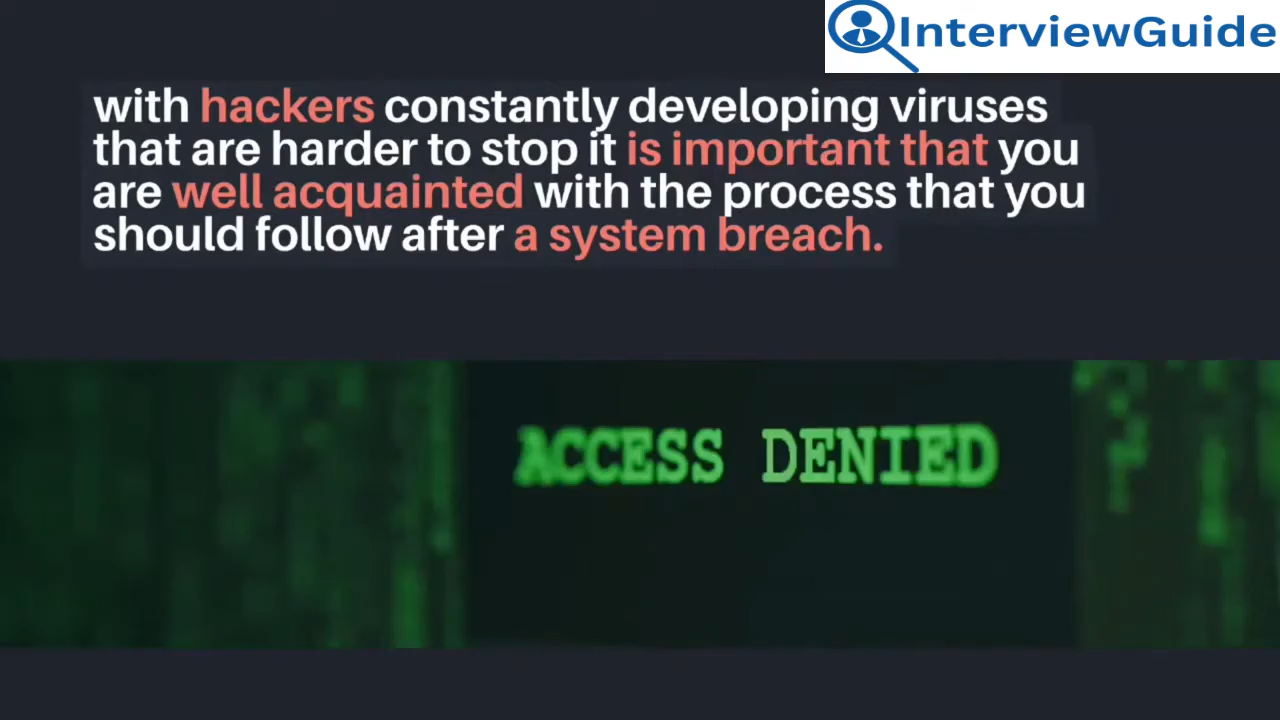 InterviewGuide
with hackers constantly developing viruses
that are harder to stop it is important that you
are well acquainted with the process that you
should follow after a system breach.
ACCESS DENIED